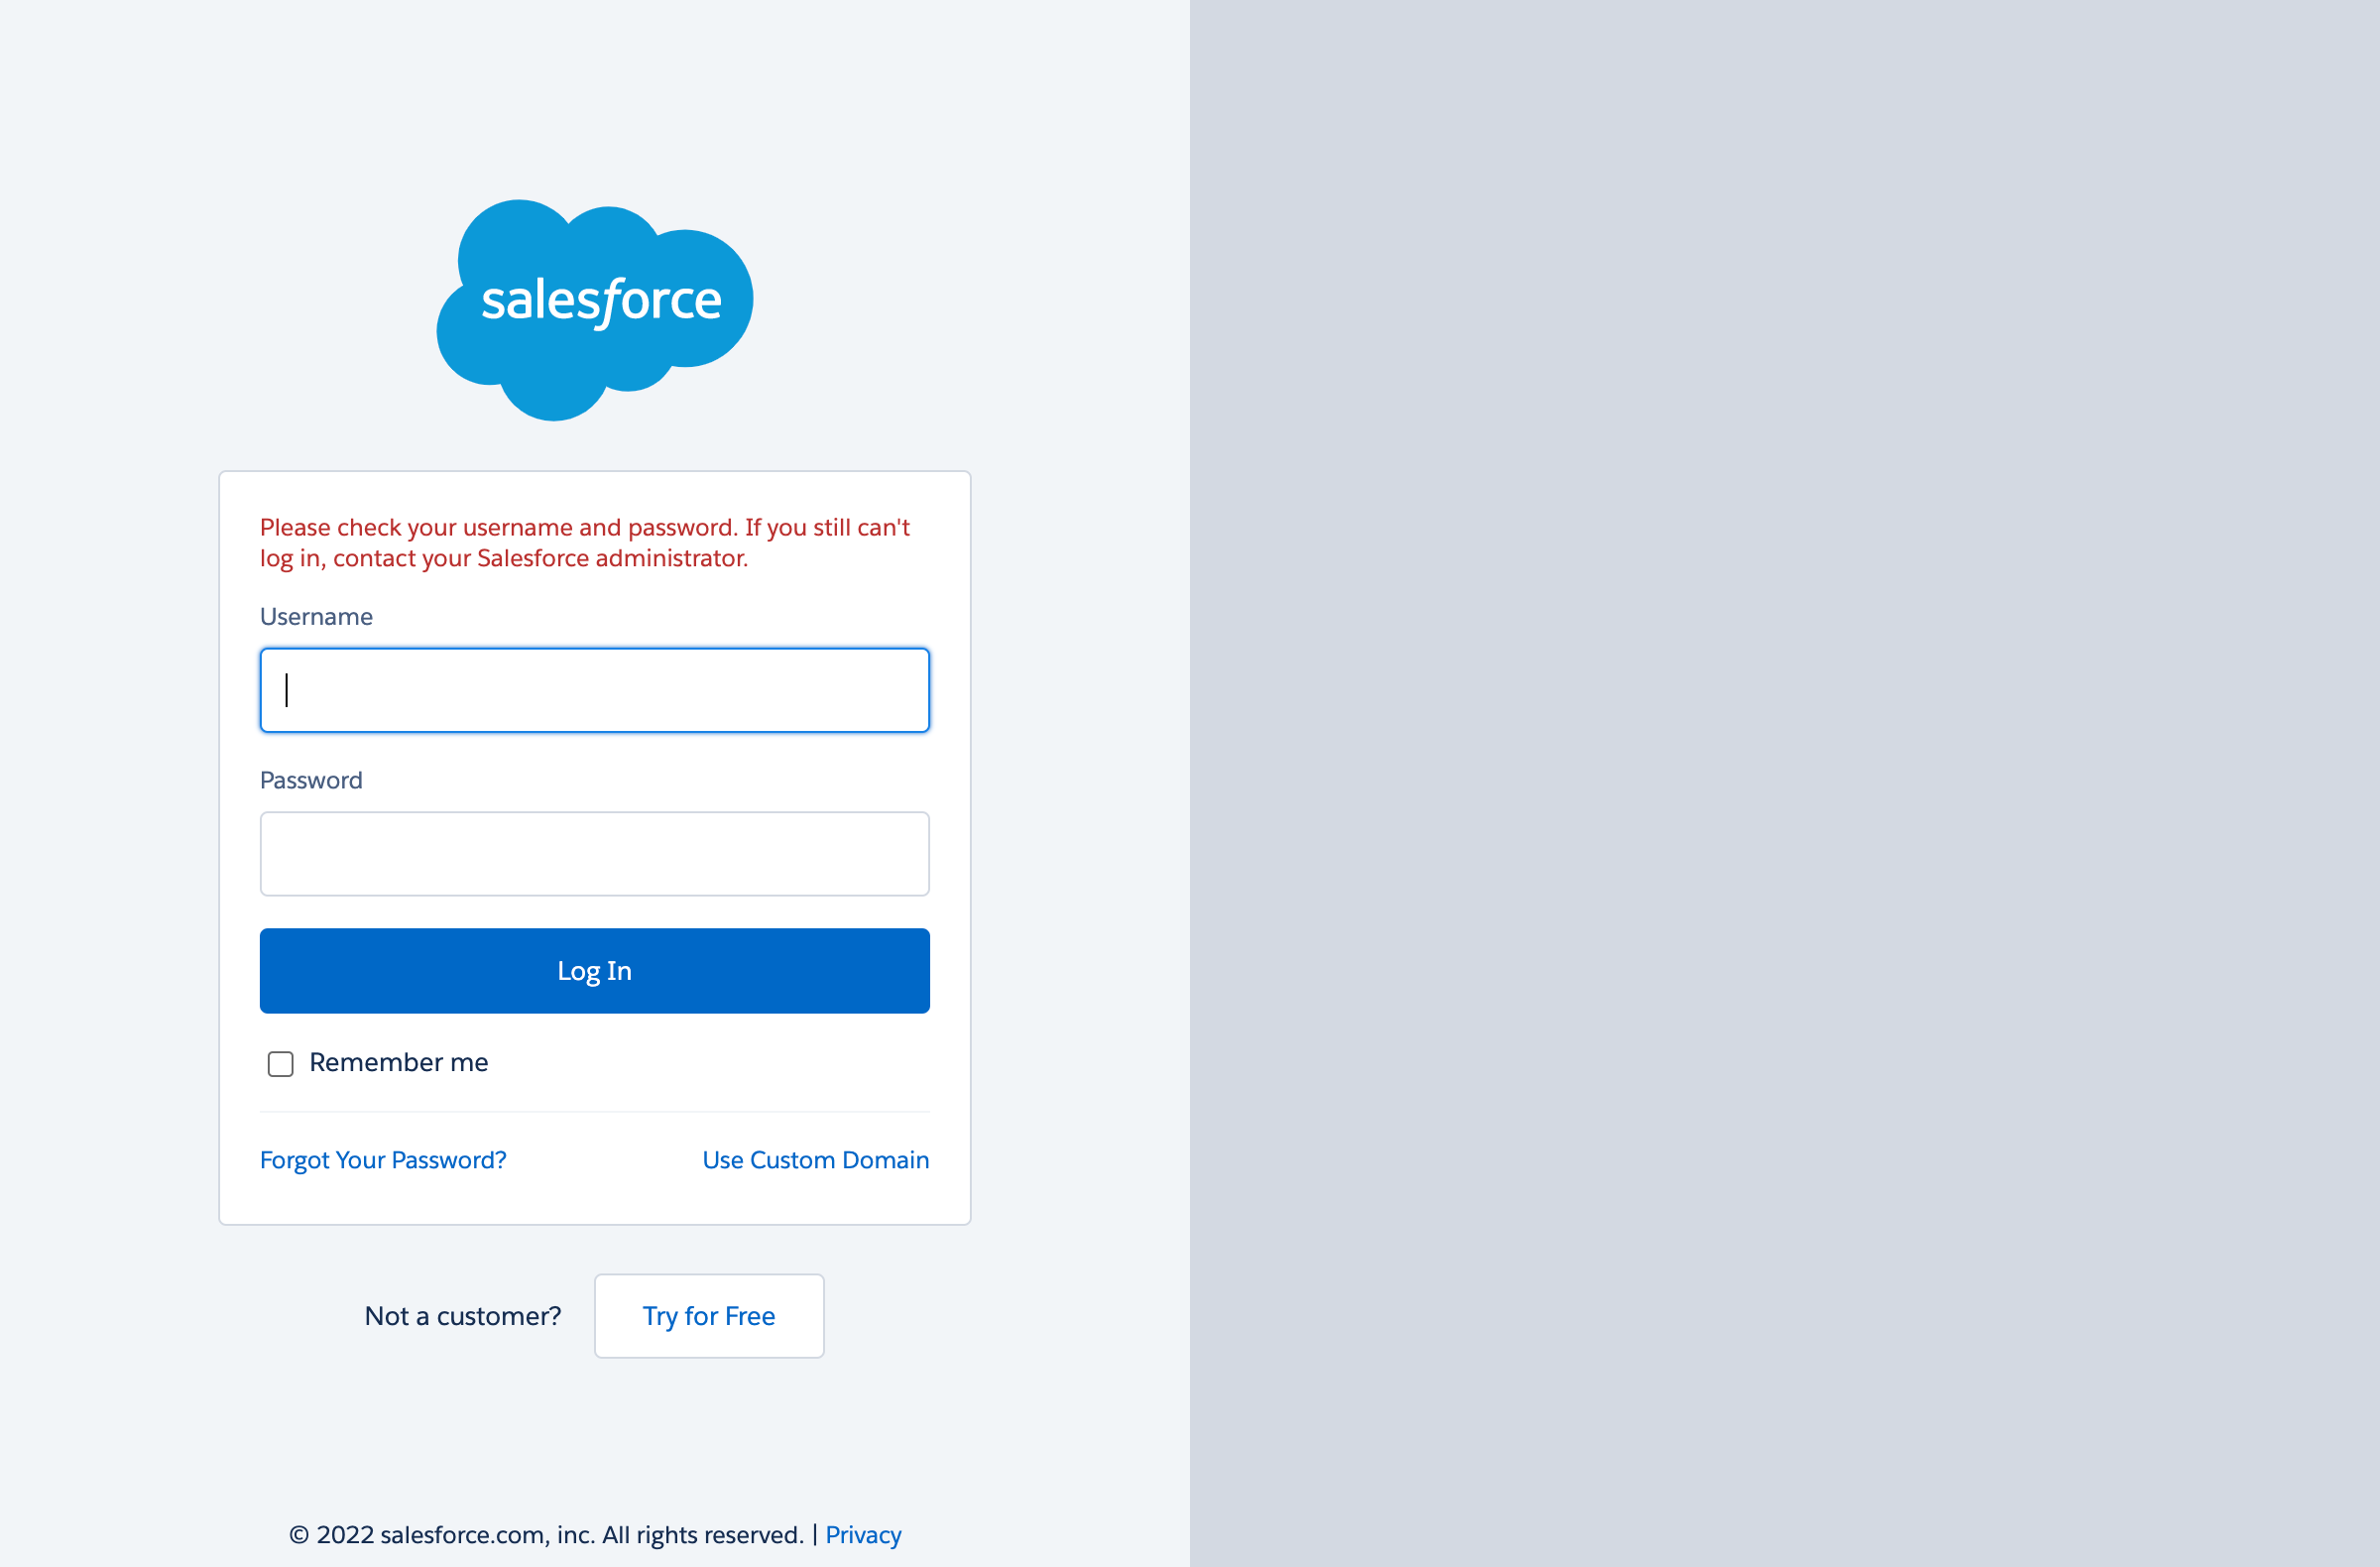 salesforce
Please check your username and password. If you still can't
log in, contact your Salesforce administrator.
Username
Password
Log In
Remember me
Forgot Your Password?
Use Custom Domain
Not a customer?
Try for Free
© 2022 salesforce.com, inc. All rights reserved. | Privacy